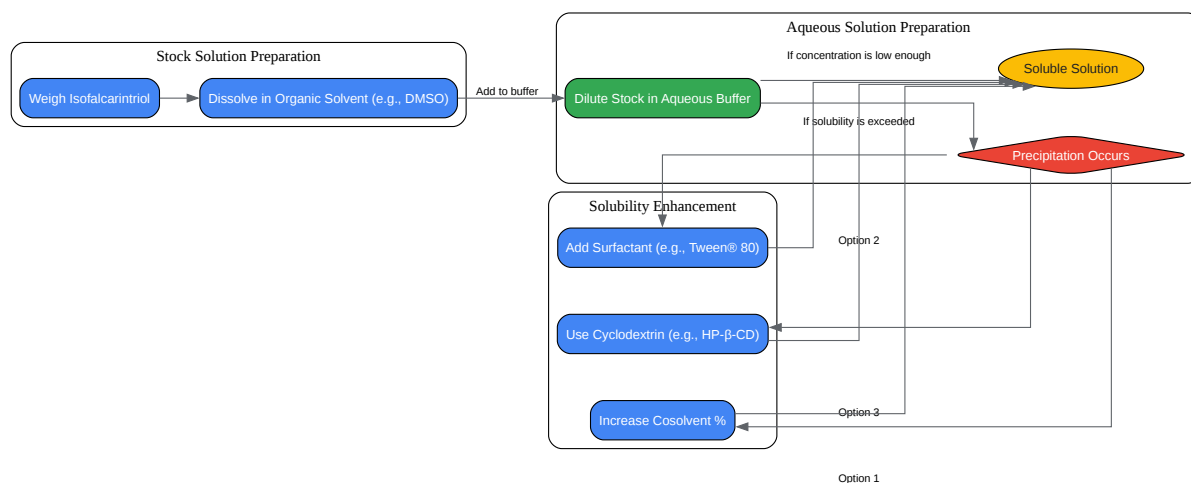 Stock Solution Preparation
Weigh Isofalcarintriol
Dissolve in Organic Solvent (e.g., DMSO)
Add to buffer
Aqueous Solution Preparation
Dilute Stock in Aqueous Buffer
If concentration is low enough
Soluble Solution
If solubility is exceeded
Precipitation Occurs
Solubility Enhancement
Add Surfactant (e.g., Tween® 80)
Option 2
Use Cyclodextrin (e.g., HP-β-CD)
Option 3
Increase Cosolvent %
Option 1